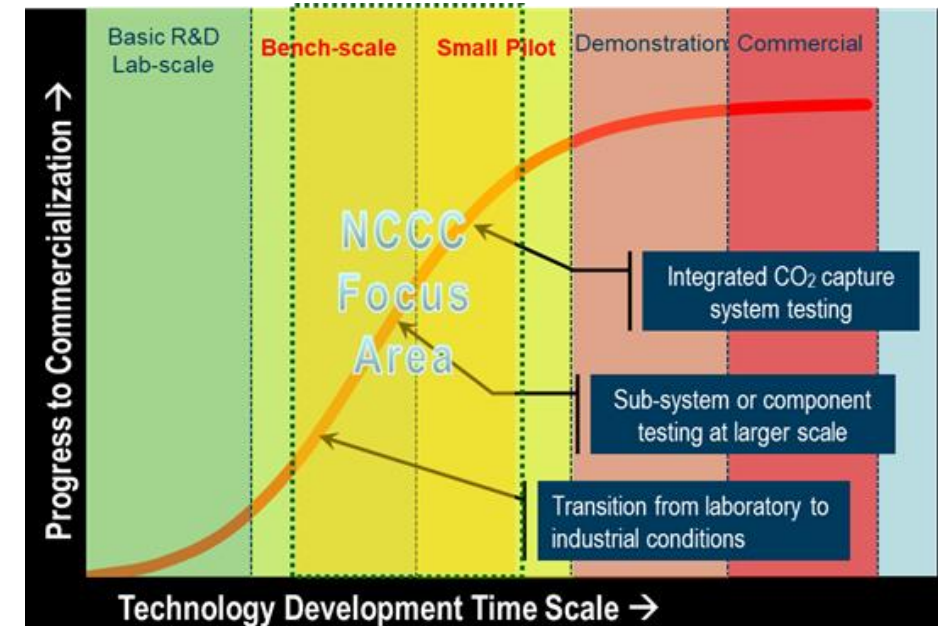 Basic R&D
Lab-scale
Bench-scale
Small Pilot
Demonstration
Commercial
Progress to Commercialization →
NCCC
Focus
Area
Integrated CO₂ capture
system testing
Sub-system or component
testing at larger scale
Transition from laboratory to
industrial conditions
Technology Development Time Scale →